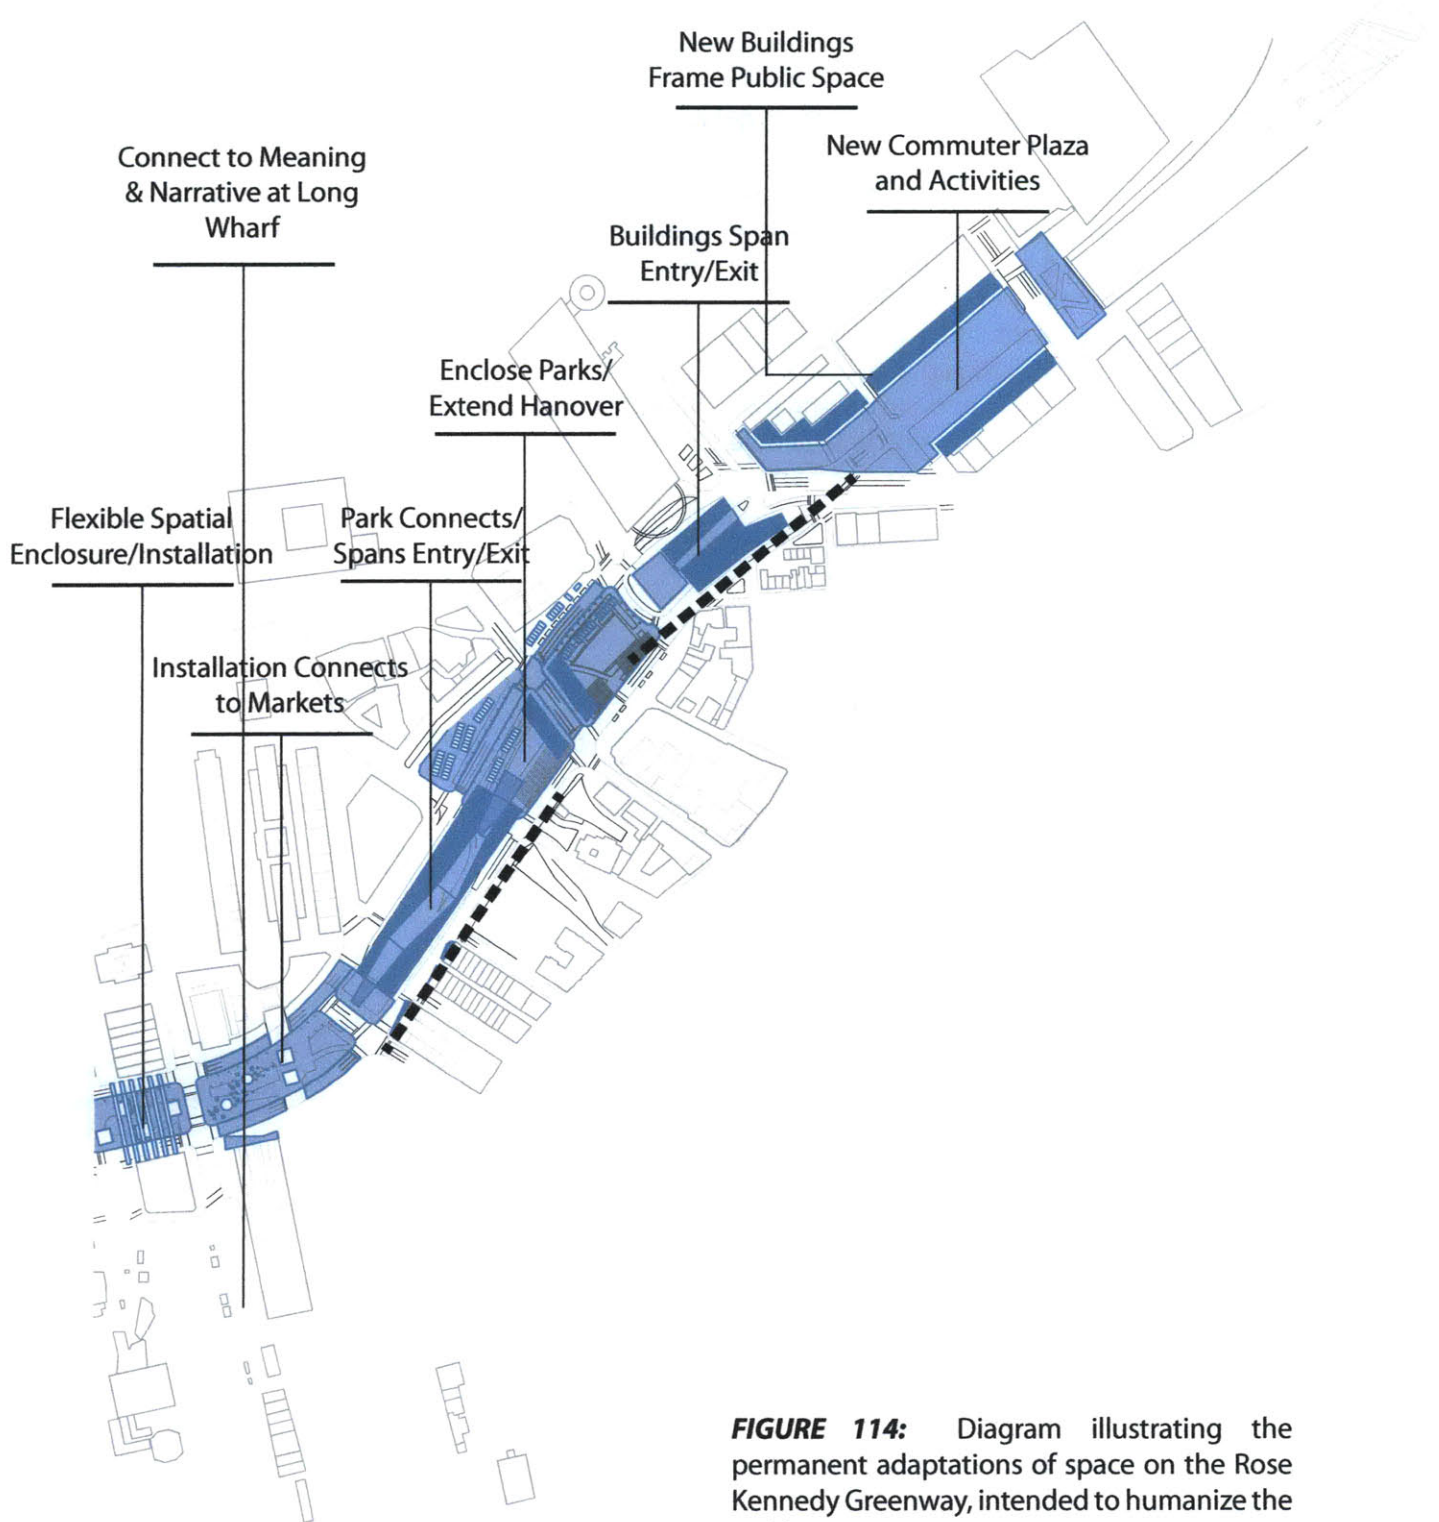 New Buildings
Frame Public Space
New Commuter Plaza
and Activities
Connect to Meaning
& Narrative at Long
Wharf
Buildings Span
Entry/Exit
Enclose Parks/
Extend Hanover
Flexible Spatial
Enclosure/Installation
Park Connects/
Spans Entry/Exit
Installation Connects
to Markets
FIGURE 114: Diagram illustrating the
permanent adaptations of space on the Rose
Kennedy Greenway, intended to humanize the